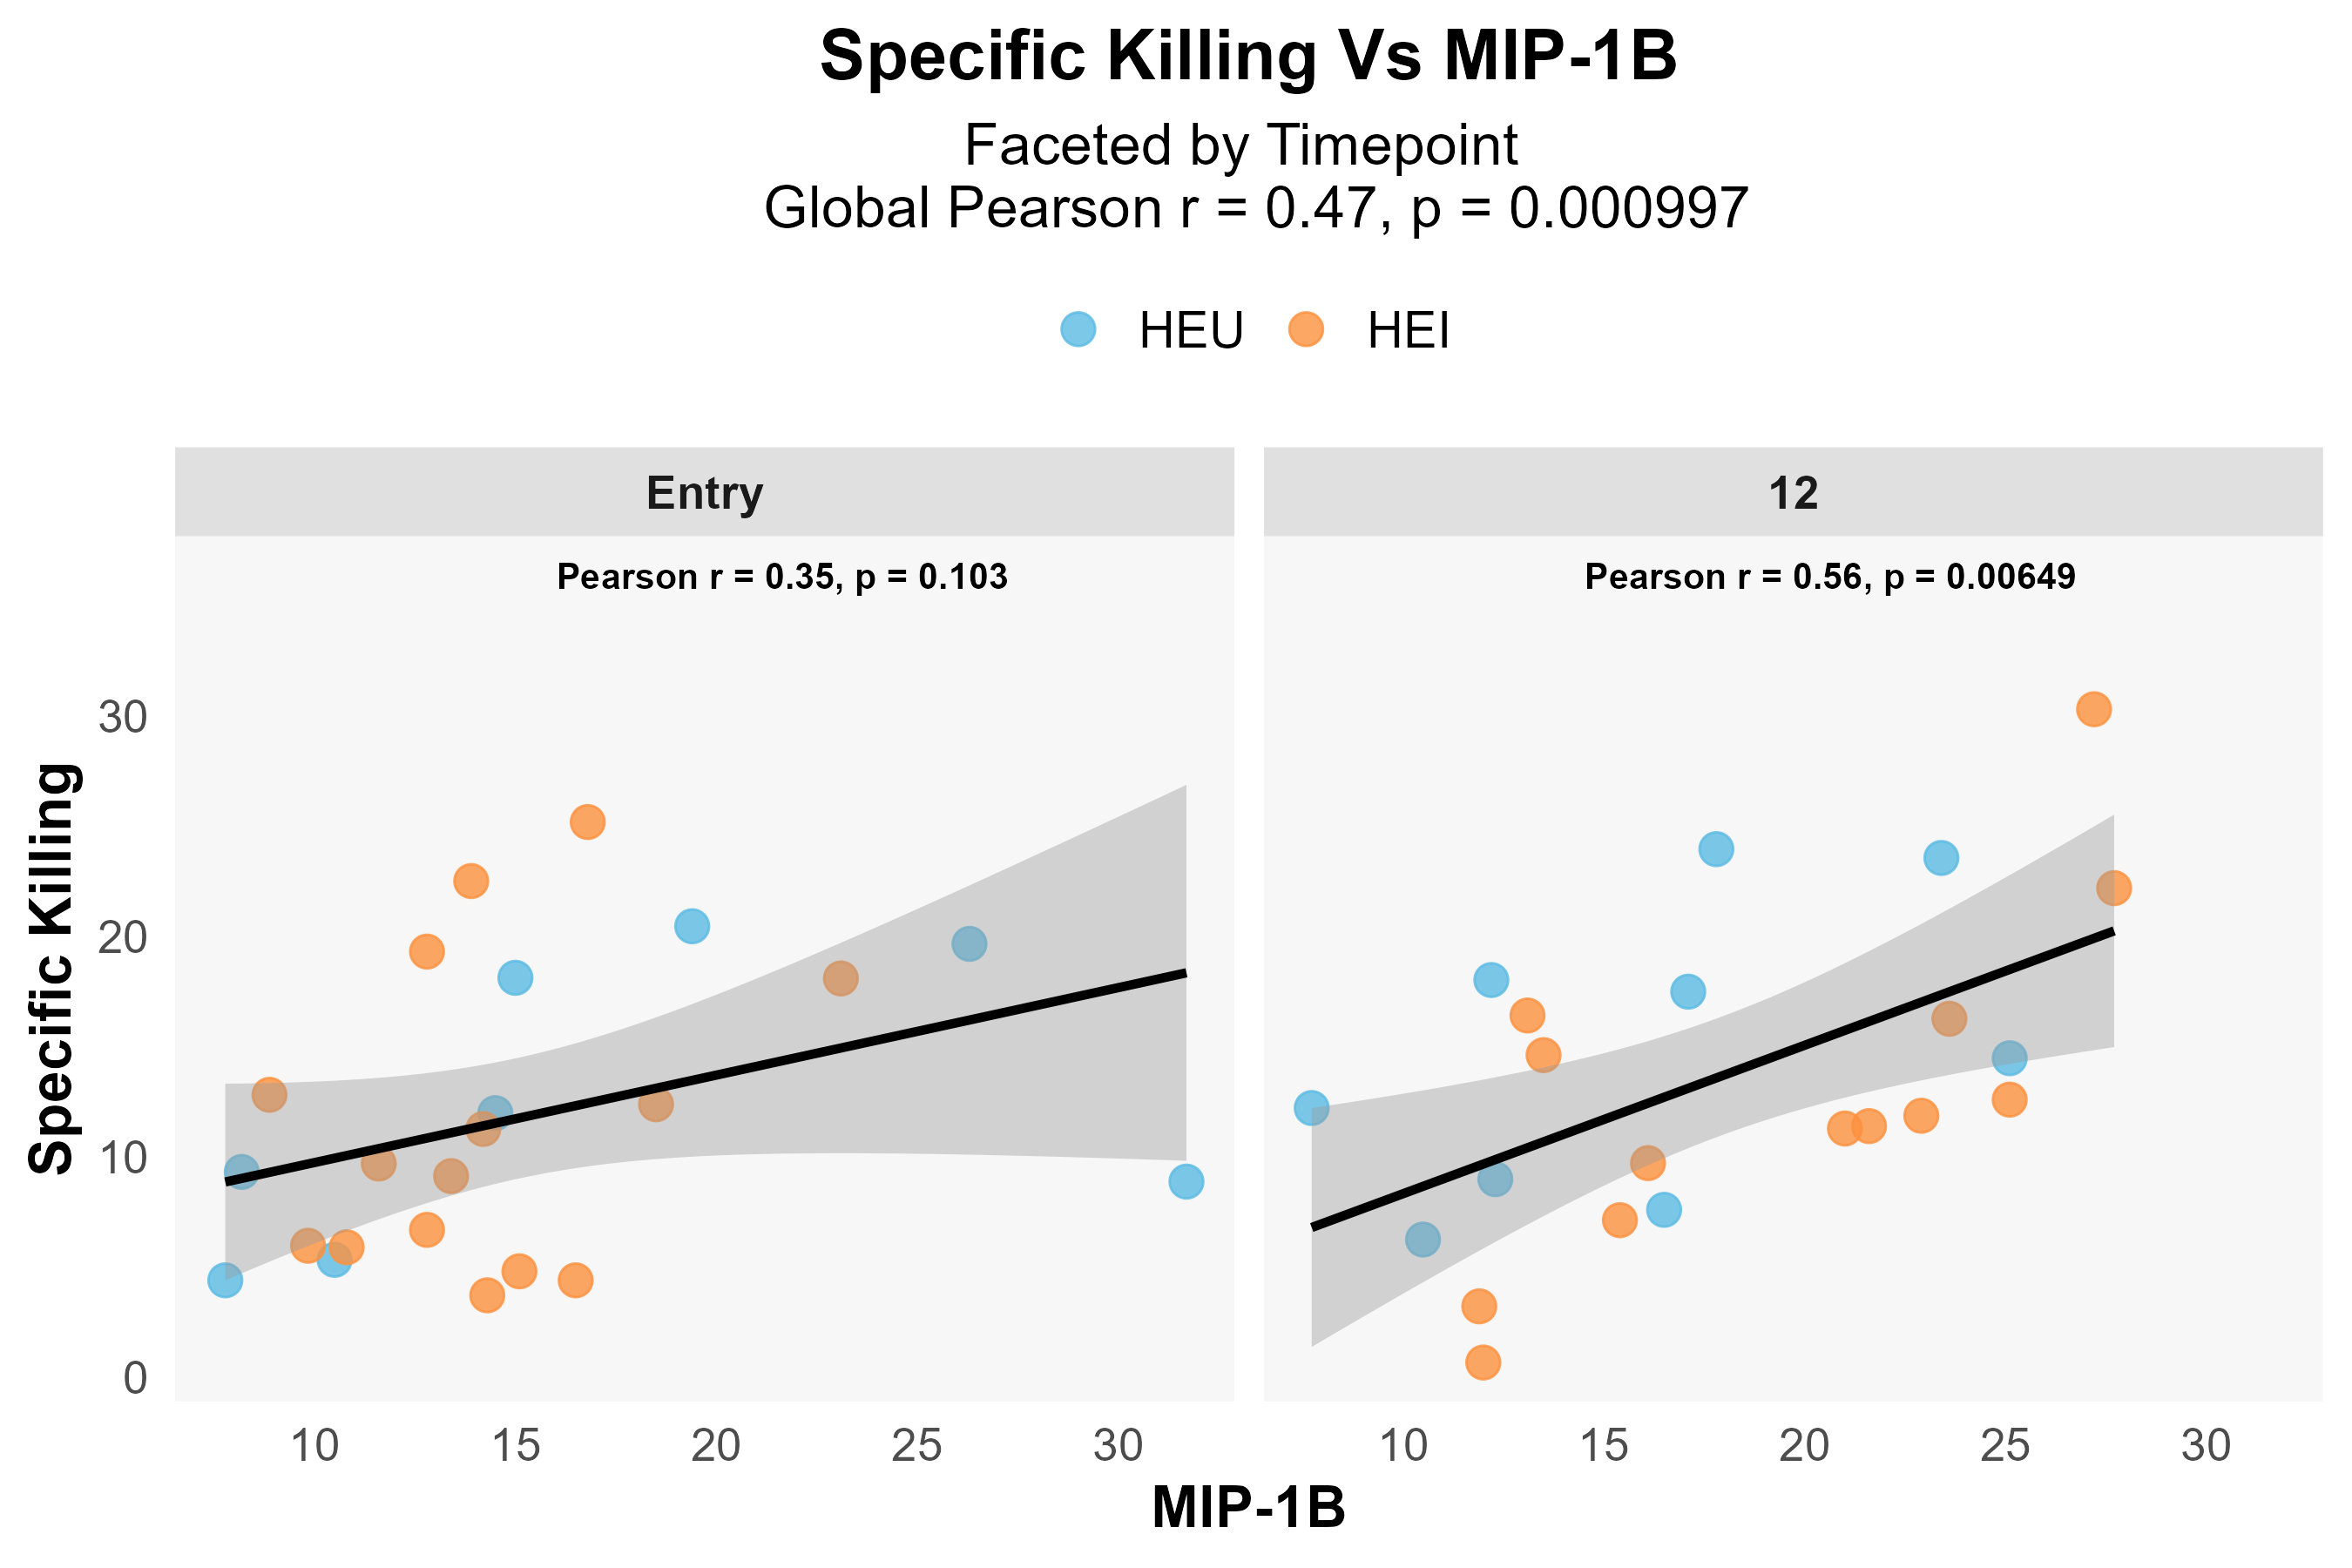 Specific Killing Vs MIP-1B
Faceted by Timepoint
Global Pearson r = 0.47, p = 0.000997
HEU
HEI
Entry
12
Pearson r = 0.35, p = 0.103
Pearson r = 0.56, p = 0.00649
Specific Killing
30
20
10
0
10 15 20 25 30
10 15 20 25 30
MIP-1B